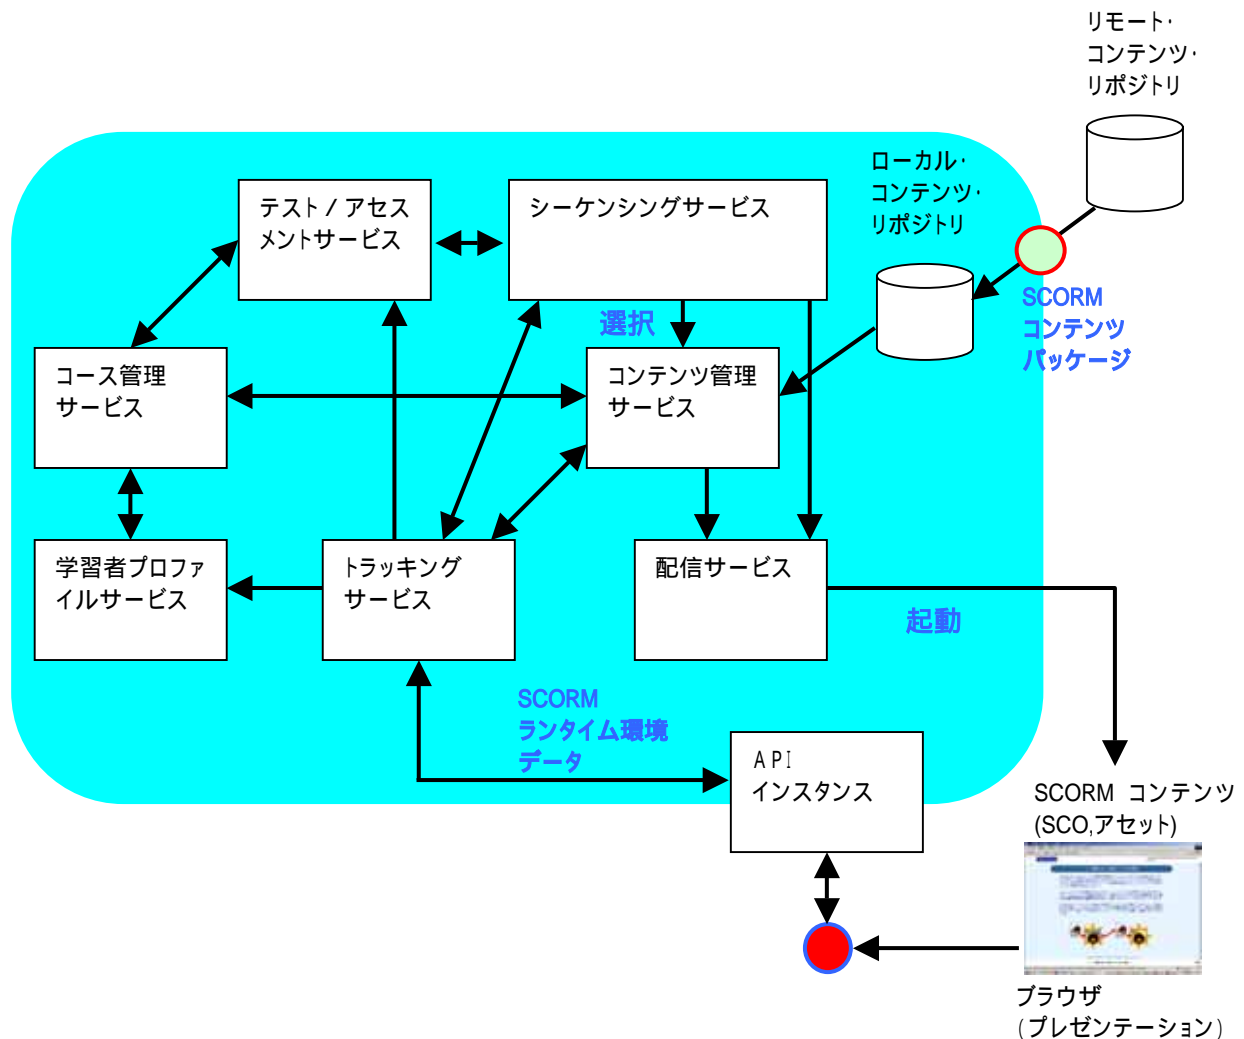 リモート・
コンテンツ・
リポジトリ
ローカル・
コンテンツ・
リポジトリ
テスト / アセス
メントサービス
シーケンシングサービス
SCORM
コンテンツ
パッケージ
選択
コース管理
サービス
コンテンツ管理
サービス
学習者プロファ
イルサービス
トラッキング
サービス
配信サービス
起動
SCORM
ランタイム環境
データ
API
インスタンス
SCORM コンテンツ
(SCO,アセット)
ブラウザ
(プレゼンテーション)